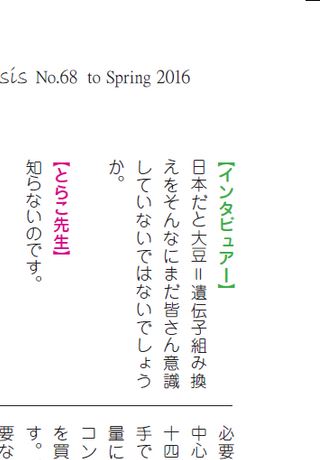 sis No.68 to Spring 2016
【インタビュアー】
日本だと大豆＝遺伝子組み換
えをそんなにまだ皆さん意識
していないではないでしょう
か。
【とらこ先生】
知らないのです。
必要
中心
十四
手で
量に
コン
を買
す。
要な